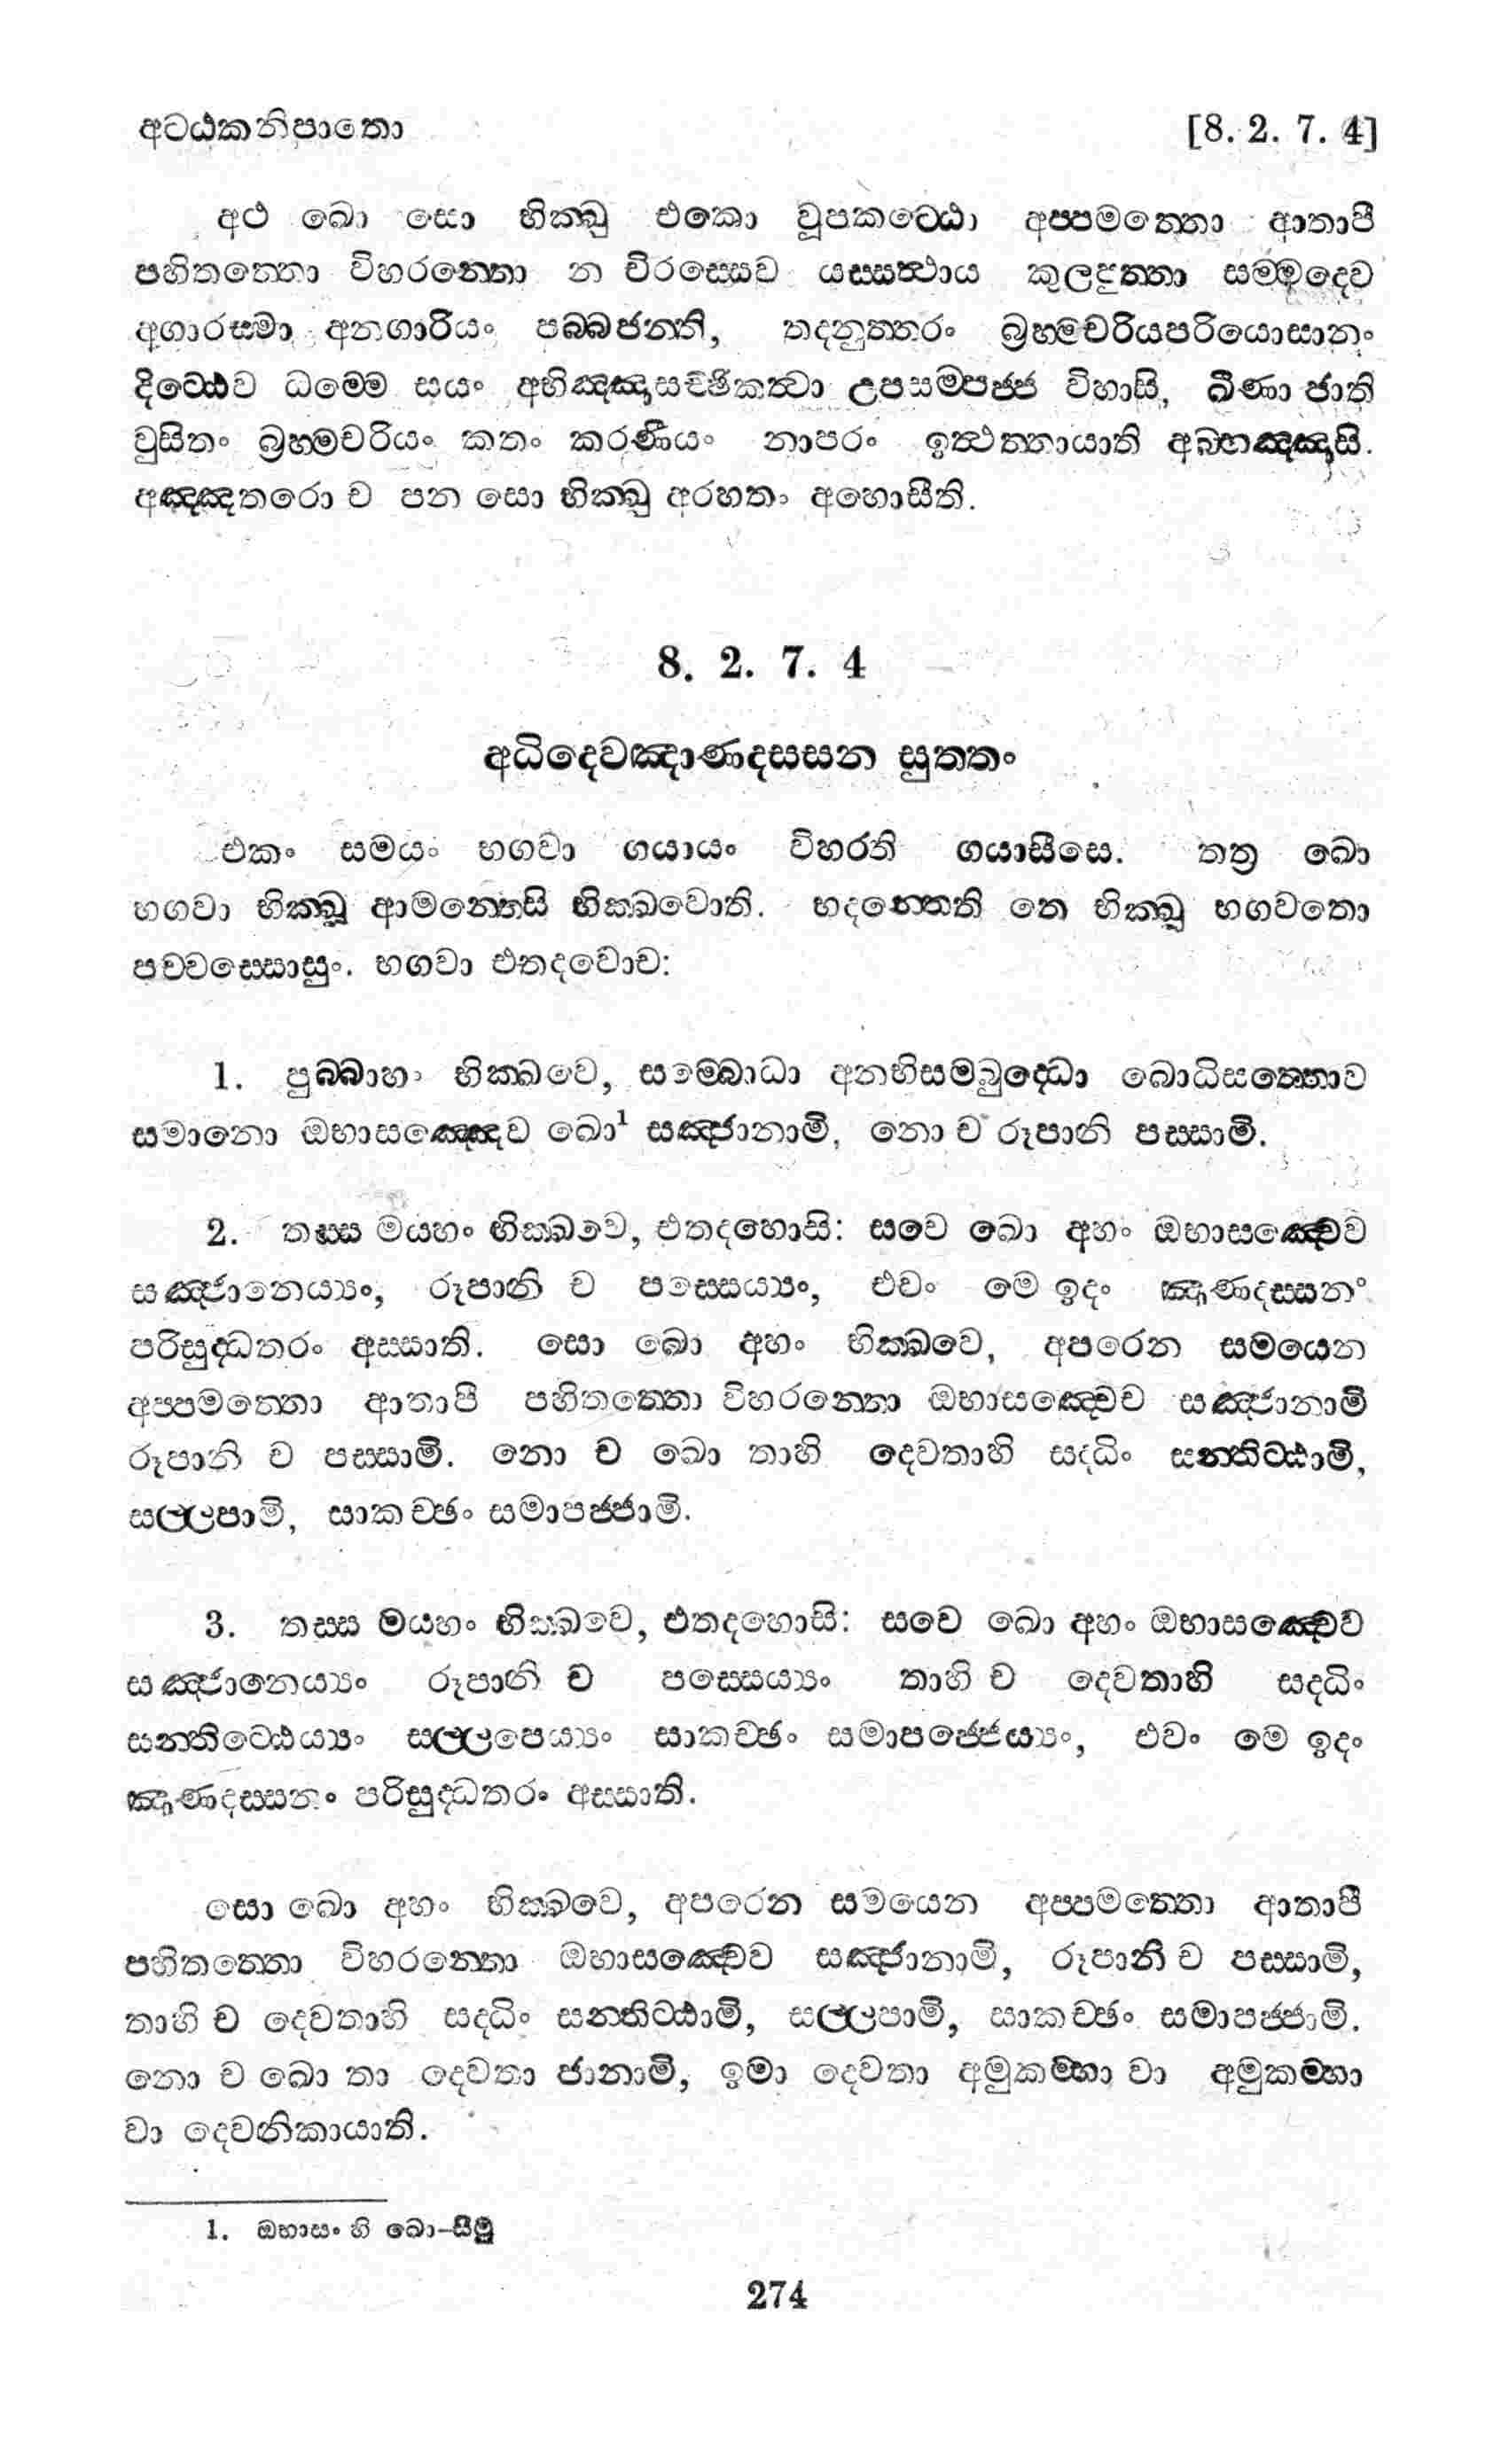 අට්ඨකනිපාතො [8. 2. 7. 4]
අථ ඛො සො භික්ඛු එකො වූපකට්ඨො අප්පමත්තො ආතාපී
පහිතත්තො විහරන්තො න චිරස්සෙව යස්සත්ථාය කුලපුත්තා සම්මදෙව
අගාරස්මා අනගාරියං පබ්බජන්ති, තදනුත්තරං බ්‍රහ්මචරියපරියොසානං
දිට්ඨෙව ධම්මෙ සයං අභිඤ්ඤාසච්ඡිකත්වා උපසම්පජ්ජ විහාසි, ඛීණා ජාති
වුසිතං බ්‍රහ්මචරියං කතං කරණීයං නාපරං ඉත්ථත්තායාති අබ්භඤ්ඤාසි.
අඤ්ඤතරො ච පන සො භික්ඛු අරහතං අහොසීති.
8. 2. 7. 4
අධිදෙවඤාණදස්සන සුත්තං
එකං සමයං භගවා ගයායං විහරති ගයාසීසෙ. තත්‍ර ඛො
භගවා භික්ඛූ ආමන්තෙසි භික්ඛවොති. භදන්තෙති තෙ භික්ඛූ භගවතො
පච්චස්සොසුං. භගවා එතදවොච:
1. පුබ්බාහං භික්ඛවෙ, සම්බොධා අනභිසම්බුද්ධො බොධිසත්තොව
සමානො ඔභාසඤ්ඤෙව ඛො1 සඤ්ජානාමි, නො ච රූපානි පස්සාමි.
2. තස්ස මය්හං භික්ඛවෙ, එතදහොසි: සචෙ ඛො අහං ඔභාසඤ්චෙව
සඤ්ජානෙය්‍යං, රූපානි ච පස්සෙය්‍යං, එවං මෙ ඉදං ඤාණදස්සනං
පරිසුද්ධතරං අස්සාති. සො ඛො අහං භික්ඛවෙ, අපරෙන සමයෙන
අප්පමත්තො ආතාපී පහිතත්තො විහරන්තො ඔභාසඤ්චෙව සඤ්ජානාමි
රූපානි ච පස්සාමි. නො ච ඛො තාහි දෙවතාහි සද්ධිං සන්තිට්ඨාමි,
සල්ලපාමි, සාකච්ඡං සමාපජ්ජාමි.
3. තස්ස මය්හං භික්ඛවෙ, එතදහොසි: සචෙ ඛො අහං ඔභාසඤ්චෙව
සඤ්ජානෙය්‍යං රූපානි ච පස්සෙය්‍යං තාහි ච දෙවතාහි සද්ධිං
සන්තිට්ඨෙය්‍යං සල්ලපෙය්‍යං සාකච්ඡං සමාපජ්ජෙය්‍යං, එවං මෙ ඉදං
ඤාණදස්සනං පරිසුද්ධතරං අස්සාති.
සො ඛො අහං භික්ඛවෙ, අපරෙන සමයෙන අප්පමත්තො ආතාපී
පහිතත්තො විහරන්තො ඔභාසඤ්චෙව සඤ්ජානාමි, රූපානි ච පස්සාමි,
තාහි ච දෙවතාහි සද්ධිං සන්තිට්ඨාමි, සල්ලපාමි, සාකච්ඡං සමාපජ්ජාමි.
නො ච ඛො තා දෙවතා ජානාමි, ඉමා දෙවතා අමුකම්හා වා අමුකම්හා
වා දෙවනිකායාති.
1. ඔභාසං හි ඛො-සීමු
274